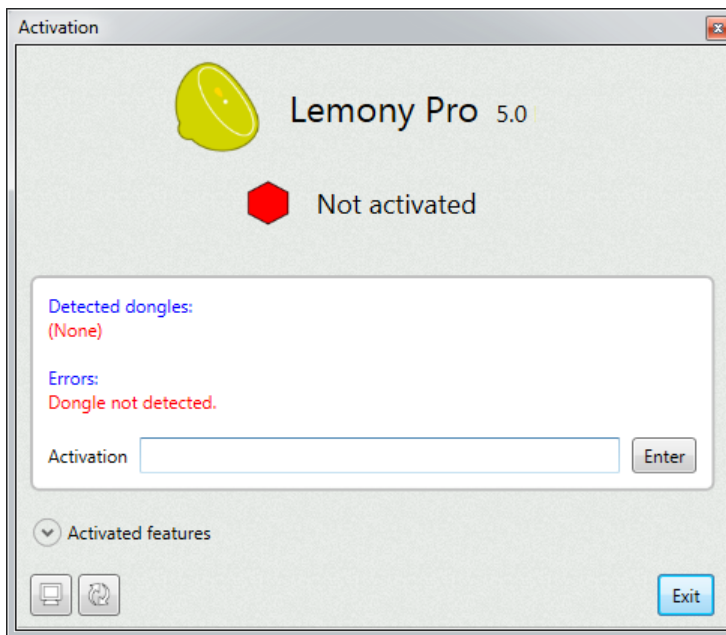 Activation
Lemony Pro 5.0
Not activated
Detected dongles:
(None)
Errors:
Dongle not detected.
Activation
Enter
Activated features
Exit